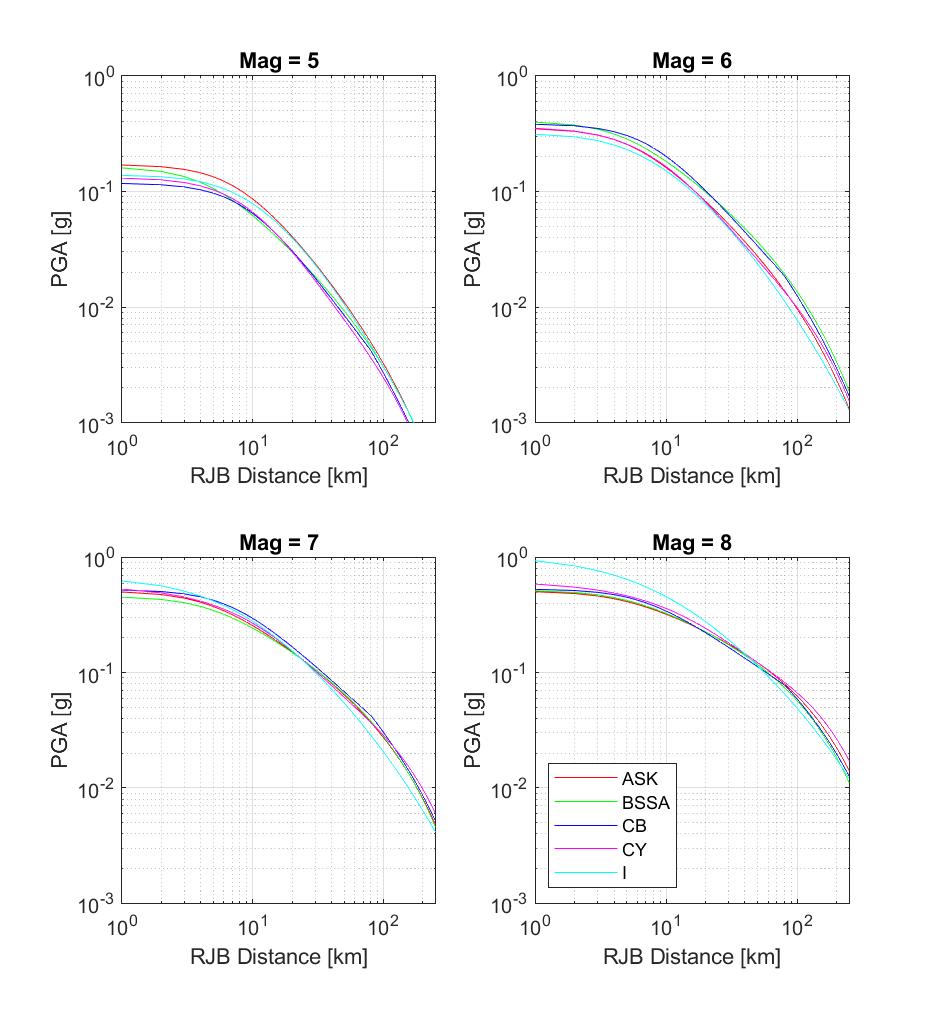 Mag = 5
10^0
10^-1
10^-2
10^-3
PGA [g]
10^0
10^1
10^2
RJB Distance [km]
Mag = 6
10^0
10^-1
10^-2
10^-3
PGA [g]
10^0
10^1
10^2
RJB Distance [km]
Mag = 7
10^0
10^-1
10^-2
10^-3
PGA [g]
10^0
10^1
10^2
RJB Distance [km]
Mag = 8
10^0
10^-1
10^-2
10^-3
PGA [g]
ASK
BSSA
CB
CY
I
10^0
10^1
10^2
RJB Distance [km]